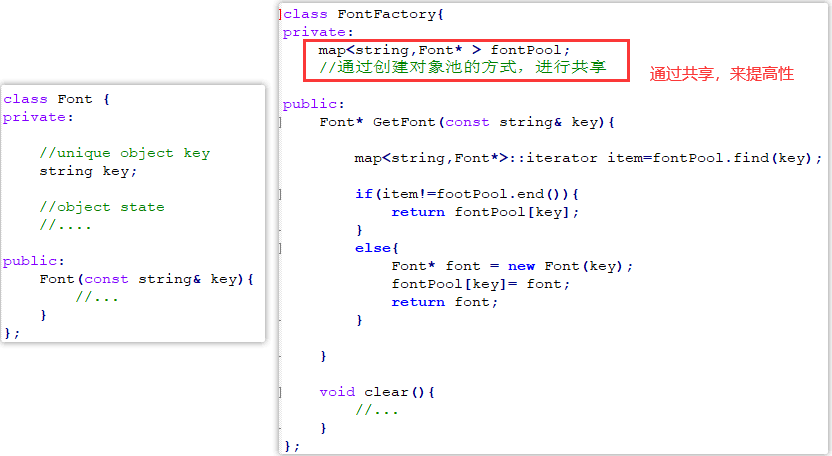 class Font {
private:
//unique object key
string key;
//object state
//....
public:
Font(const string& key){
//...
}
};
class FontFactory{
private:
map<string,Font* > fontPool;
//通过创建对象池的方式，进行共享
public:
Font* GetFont(const string& key){
map<string,Font*>::iterator item=fontPool.find(key);
if(item!=footPool.end()){
return fontPool[key];
}
else{
Font* font = new Font(key);
fontPool[key]= font;
return font;
}
}
void clear(){
//...
}
};
通过共享，来提高性